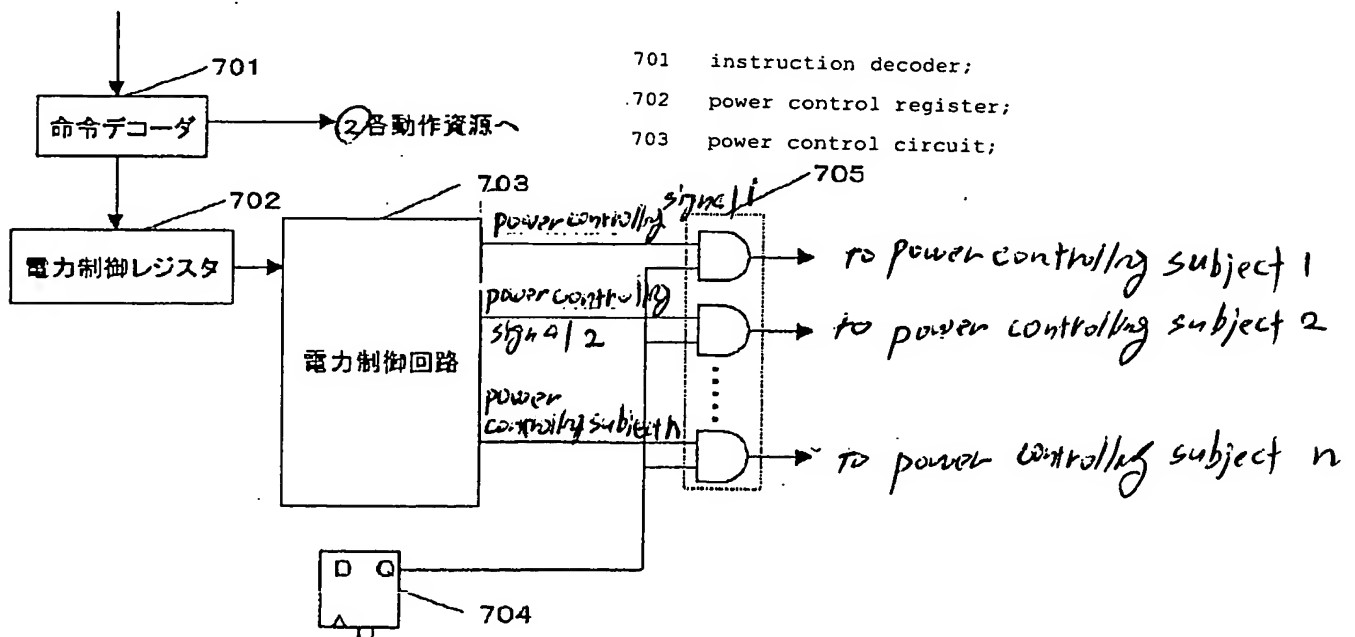 701
701 instruction decoder;
命令デコーダ
②各動作資源へ
.702 power control register;
703 power control circuit;
702
703
705
電力制御レジスタ
power controlling signal 1
to power controlling subject 1
power controlling
signal 2
to power controlling subject 2
電力制御回路
power
controlling subject n
to power controlling subject n
D Q
704